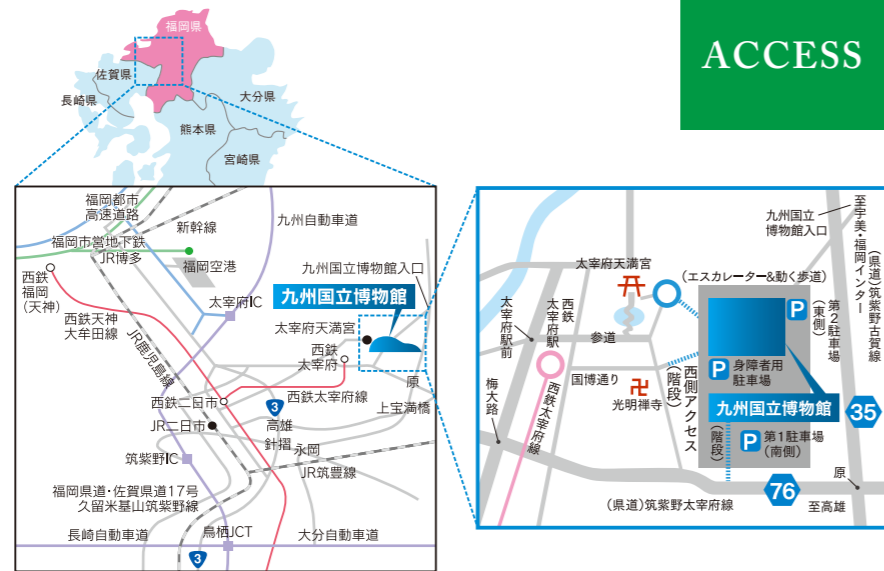 ACCESS
福岡県
佐賀県
長崎県
大分県
熊本県
宮崎県
福岡都市
高速道路
新幹線
九州自動車道
福岡市営地下鉄
JR博多
福岡空港
西鉄
福岡
(天神)
九州国立博物館入口
太宰府IC
九州国立博物館
西鉄天神
大牟田線
太宰府天満宮
JR鹿児島線
西鉄
太宰府
原
西鉄二日市
西鉄太宰府線
上宝満橋
3
JR二日市
高雄
針摺
永岡
筑紫野IC
JR筑豊線
福岡県道・佐賀県道17号
久留米基山筑紫野線
長崎自動車道
鳥栖JCT
大分自動車道
3
九州国立
博物館入口
至宇美・福岡インター
(県道)筑紫野古賀線
太宰府天満宮
(エスカレーター&動く歩道)
P
第2駐車場
(東側)
太宰府駅前
西鉄
太宰府駅
参道
P
身障者用
駐車場
西側アクセス
(階段)
国博通り
光明禅寺
梅大路
西鉄太宰府線
九州国立博物館
35
(階段)
P
第1駐車場
(南側)
原
76
(県道)筑紫野太宰府線
至高雄